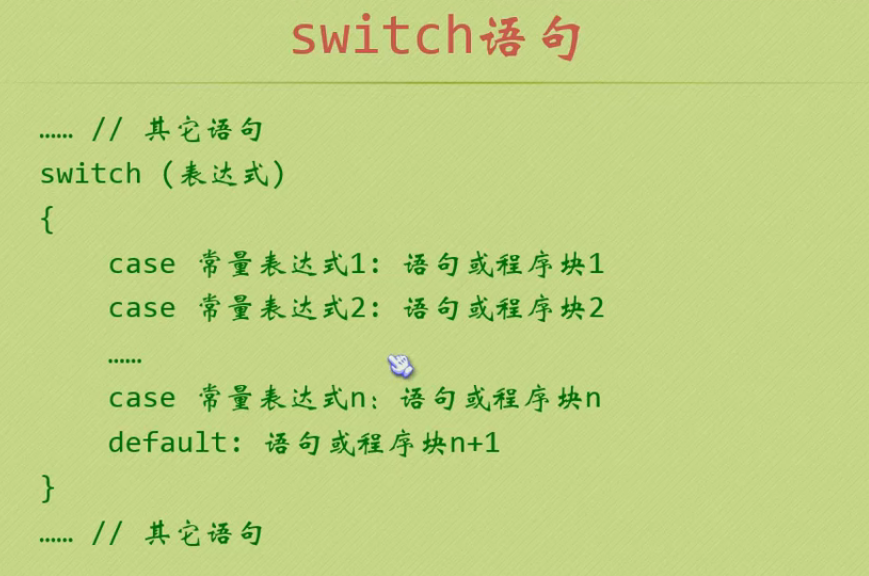 switch语句
…… // 其它语句
switch (表达式)
{
case 常量表达式1: 语句或程序块1
case 常量表达式2: 语句或程序块2
……
case 常量表达式n: 语句或程序块n
default: 语句或程序块n+1
}
…… // 其它语句